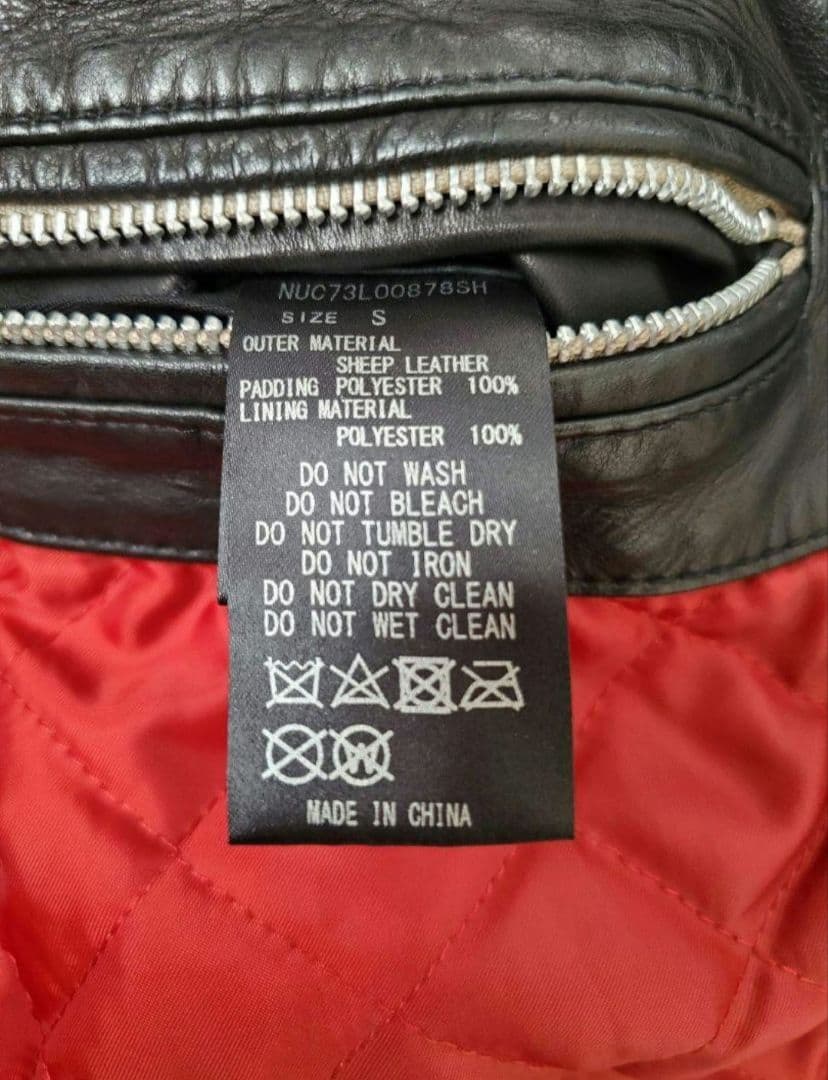 NUC73L00878SH
SIZE S
OUTER MATERIAL
SHEEP LEATHER
PADDING POLYESTER 100%
LINING MATERIAL
POLYESTER 100%
DO NOT WASH
DO NOT BLEACH
DO NOT TUMBLE DRY
DO NOT IRON
DO NOT DRY CLEAN
DO NOT WET CLEAN
W
MADE IN CHINA